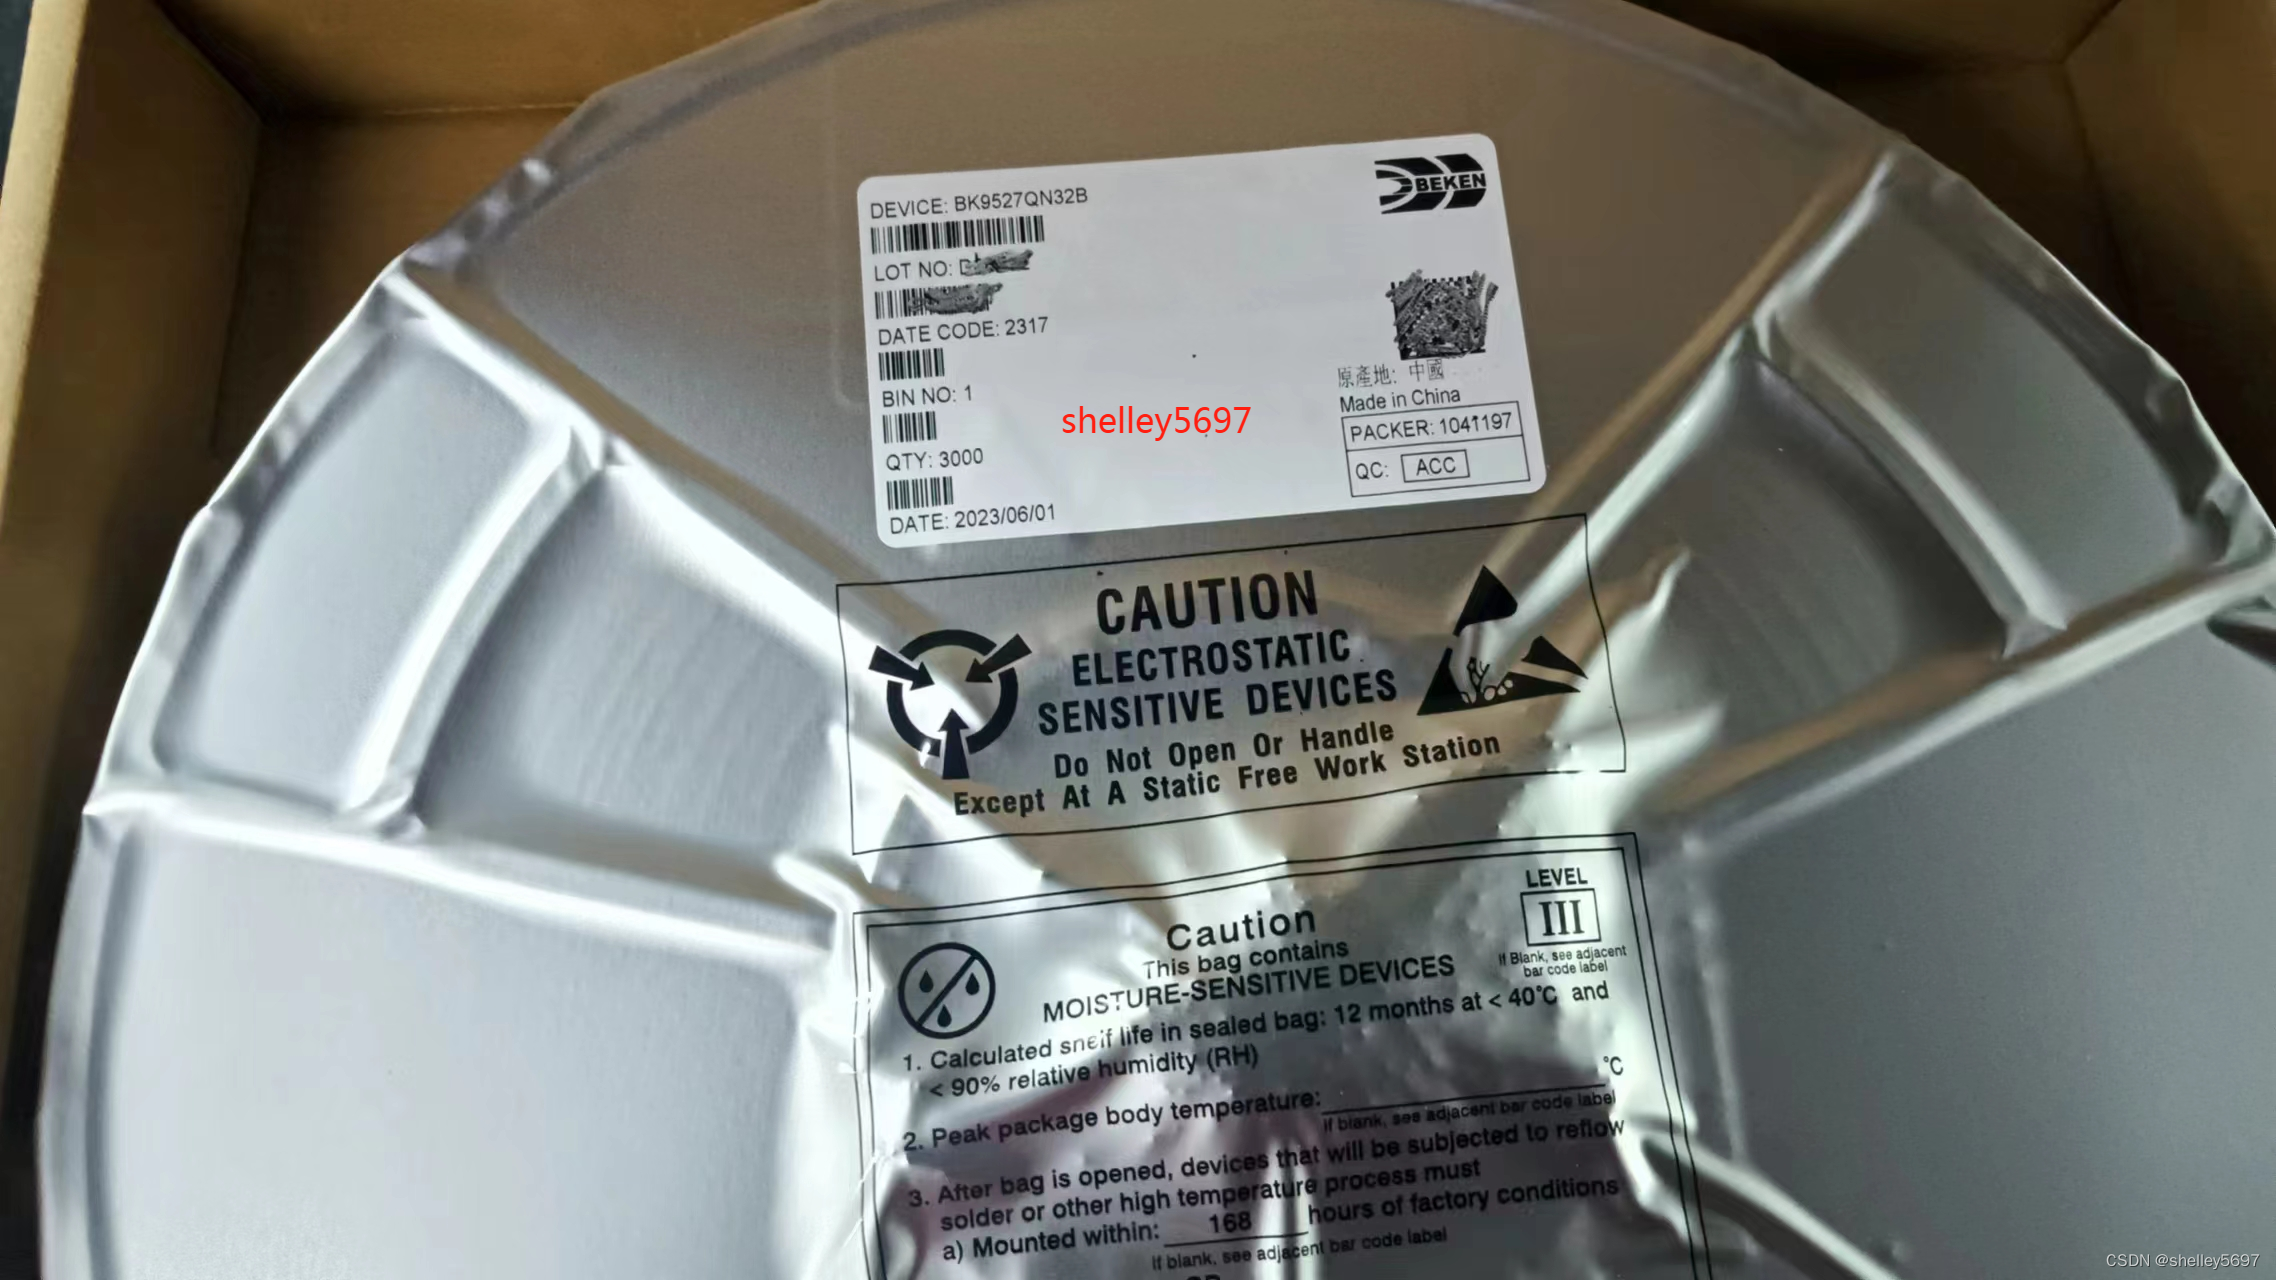 BEKEN
DEVICE: BK9527QN32B
LOT NO:
DATE CODE: 2317
BIN NO: 1
QTY: 3000
DATE: 2023/06/01
shelley5697
原產地: 中國
Made in China
PACKER: 1041197
QC: ACC
CAUTION
ELECTROSTATIC
SENSITIVE DEVICES
Do Not Open Or Handle
Except At A Static Free Work Station
LEVEL
III
If Blank, see adjacent
bar code label
Caution
This bag contains
MOISTURE-SENSITIVE DEVICES
1. Calculated shelf life in sealed bag: 12 months at < 40°C and
< 90% relative humidity (RH)
2. Peak package body temperature: °C
If blank, see adjacent bar code label
3. After bag is opened, devices that will be subjected to reflow
solder or other high temperature process must
a) Mounted within: 168 hours of factory conditions
If blank, see adjacent bar code label
CSDN @shelley5697